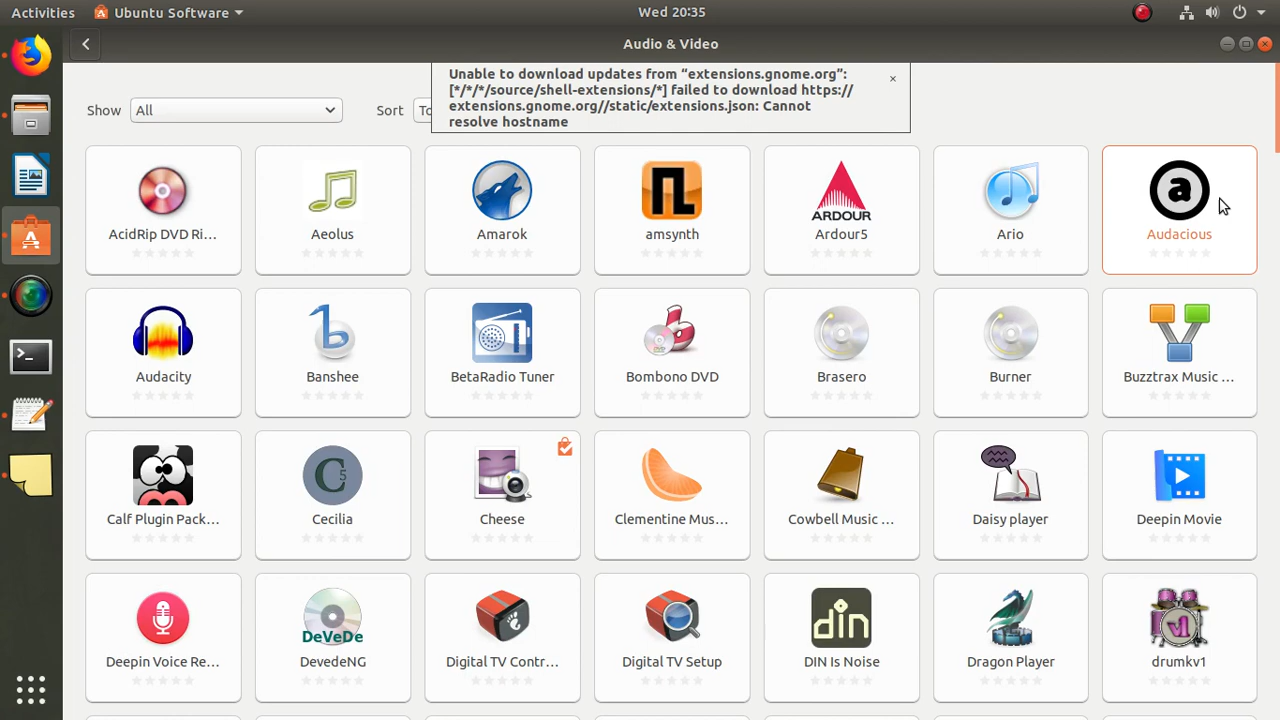 Activities Ubuntu Software Wed 20:35
Audio & Video
Unable to download updates from “extensions.gnome.org”:
[*/*/*/source/shell-extensions/*] failed to download https://
extensions.gnome.org//static/extensions.json: Cannot
resolve hostname
×
Show All Sort To
AcidRip DVD Ri... Aeolus Amarok amsynth Ardour5 Ario Audacious
ARDOUR
a
Audacity Banshee BetaRadio Tuner Bombono DVD Brasero Burner Buzztrax Music ...
C5
Calf Plugin Pack... Cecilia Cheese Clementine Mus... Cowbell Music ... Daisy player Deepin Movie
DeVeDe
din
v1
Deepin Voice Re... DevedeNG Digital TV Contr... Digital TV Setup DIN Is Noise Dragon Player drumkv1